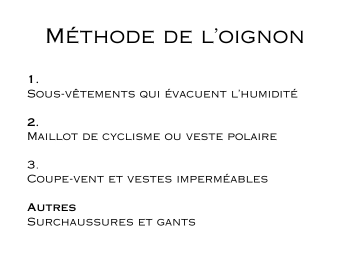 MÉTHODE DE L'OIGNON
1.
SOUS-VÊTEMENTS QUI ÉVACUENT L'HUMIDITÉ
2.
MAILLOT DE CYCLISME OU VESTE POLAIRE
3.
COUPE-VENT ET VESTES IMPERMÉABLES
AUTRES
SURCHAUSSURES ET GANTS